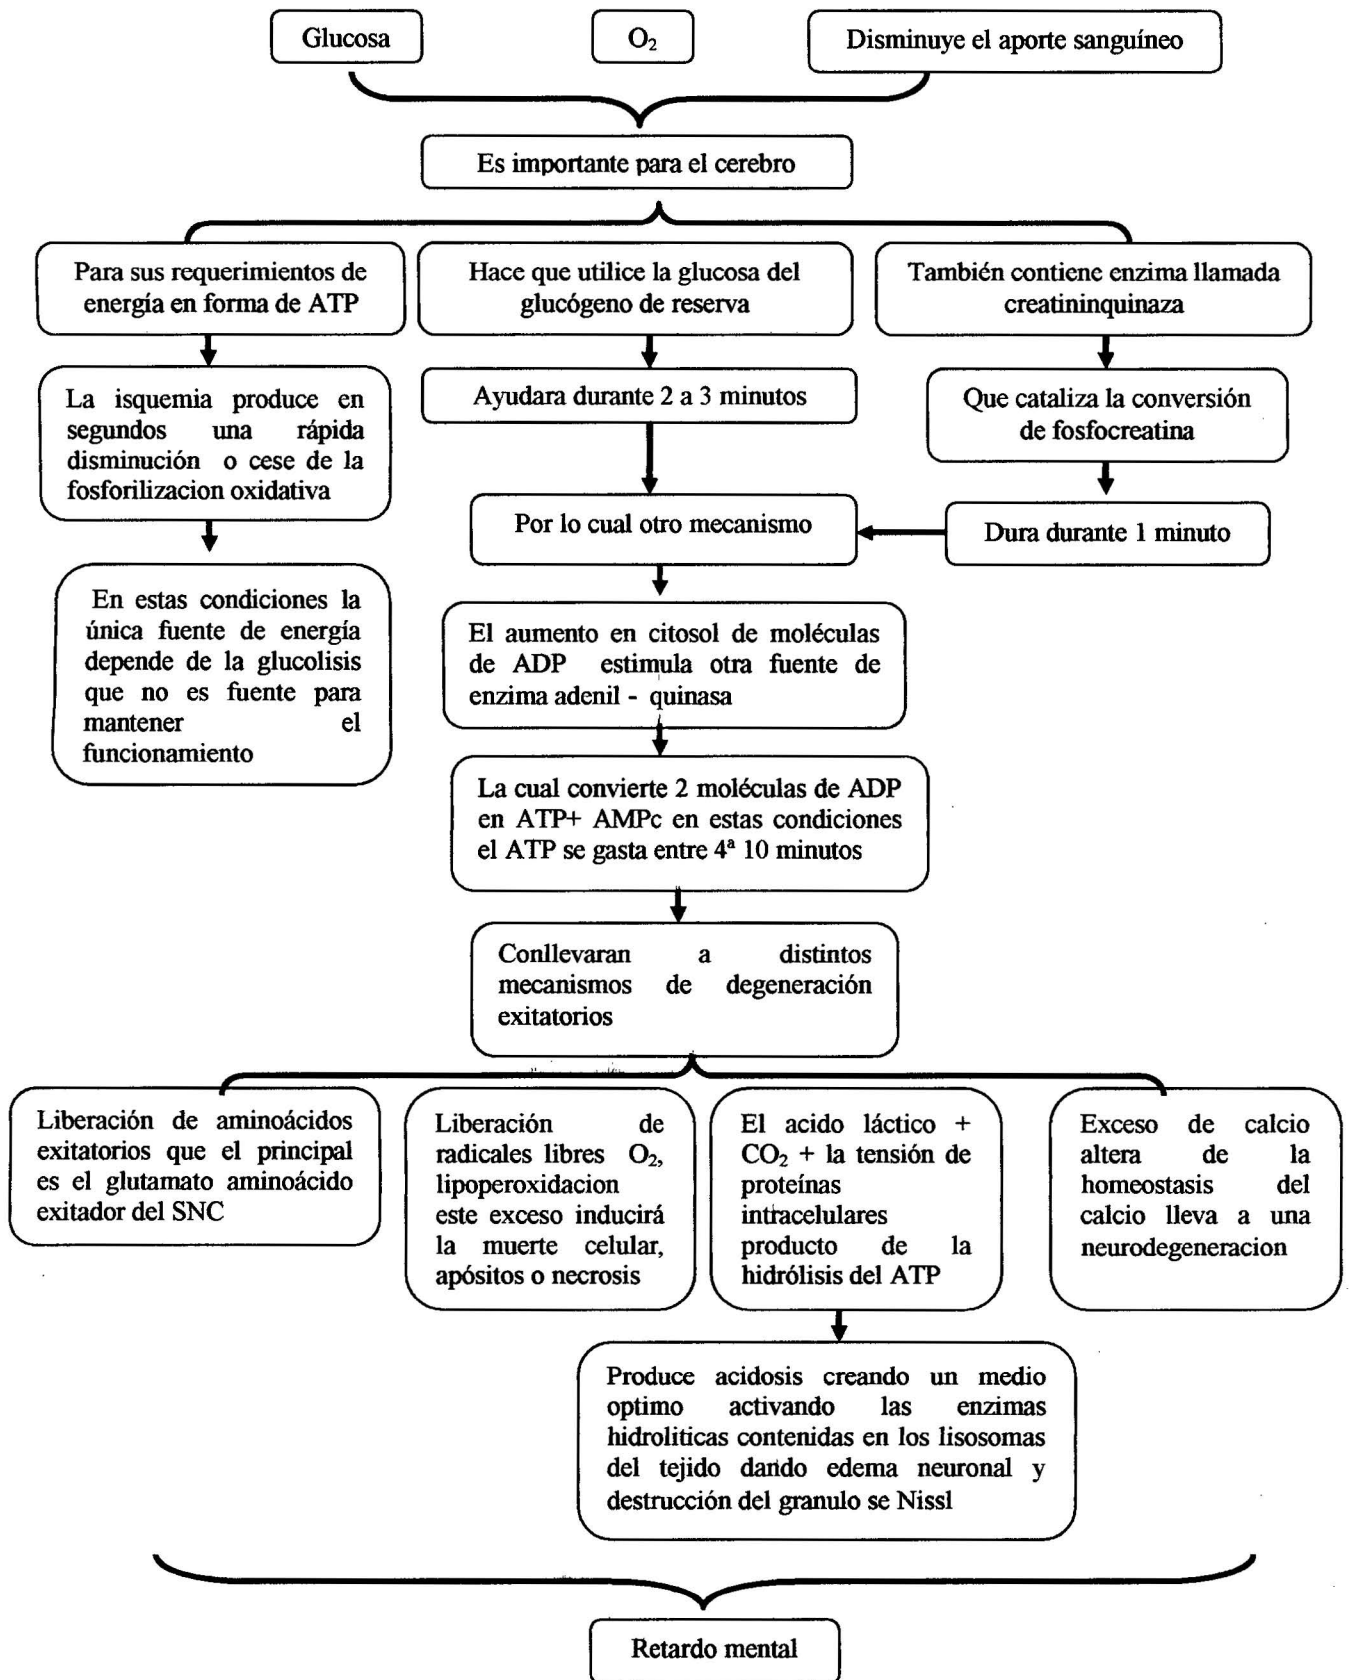 Glucosa
O₂
Disminuye el aporte sanguíneo
Es importante para el cerebro
Para sus requerimientos de
energía en forma de ATP
Hace que utilice la glucosa del
glucógeno de reserva
También contiene enzima llamada
creatininquinaza
La isquemia produce en
segundos una rápida
disminución o cese de la
fosforilizacion oxidativa
Ayudara durante 2 a 3 minutos
Que cataliza la conversión
de fosfocreatina
Por lo cual otro mecanismo
Dura durante 1 minuto
En estas condiciones la
única fuente de energía
depende de la glucolisis
que no es fuente para
mantener el
funcionamiento
El aumento en citosol de moléculas
de ADP estimula otra fuente de
enzima adenil - quinasa
La cual convierte 2 moléculas de ADP
en ATP+ AMPc en estas condiciones
el ATP se gasta entre 4ª 10 minutos
Conllevaran a distintos
mecanismos de degeneración
exitatorios
Liberación de aminoácidos
exitatorios que el principal
es el glutamato aminoácido
exitador del SNC
Liberación de
radicales libres O₂,
lipoperoxidacion
este exceso inducirá
la muerte celular,
apósitos o necrosis
El acido láctico +
CO₂ + la tensión de
proteínas
intracelulares
producto de la
hidrólisis del ATP
Exceso de calcio
altera de la
homeostasis del
calcio lleva a una
neurodegeneracion
Produce acidosis creando un medio
optimo activando las enzimas
hidroliticas contenidas en los lisosomas
del tejido dando edema neuronal y
destrucción del granulo se Nissl
Retardo mental